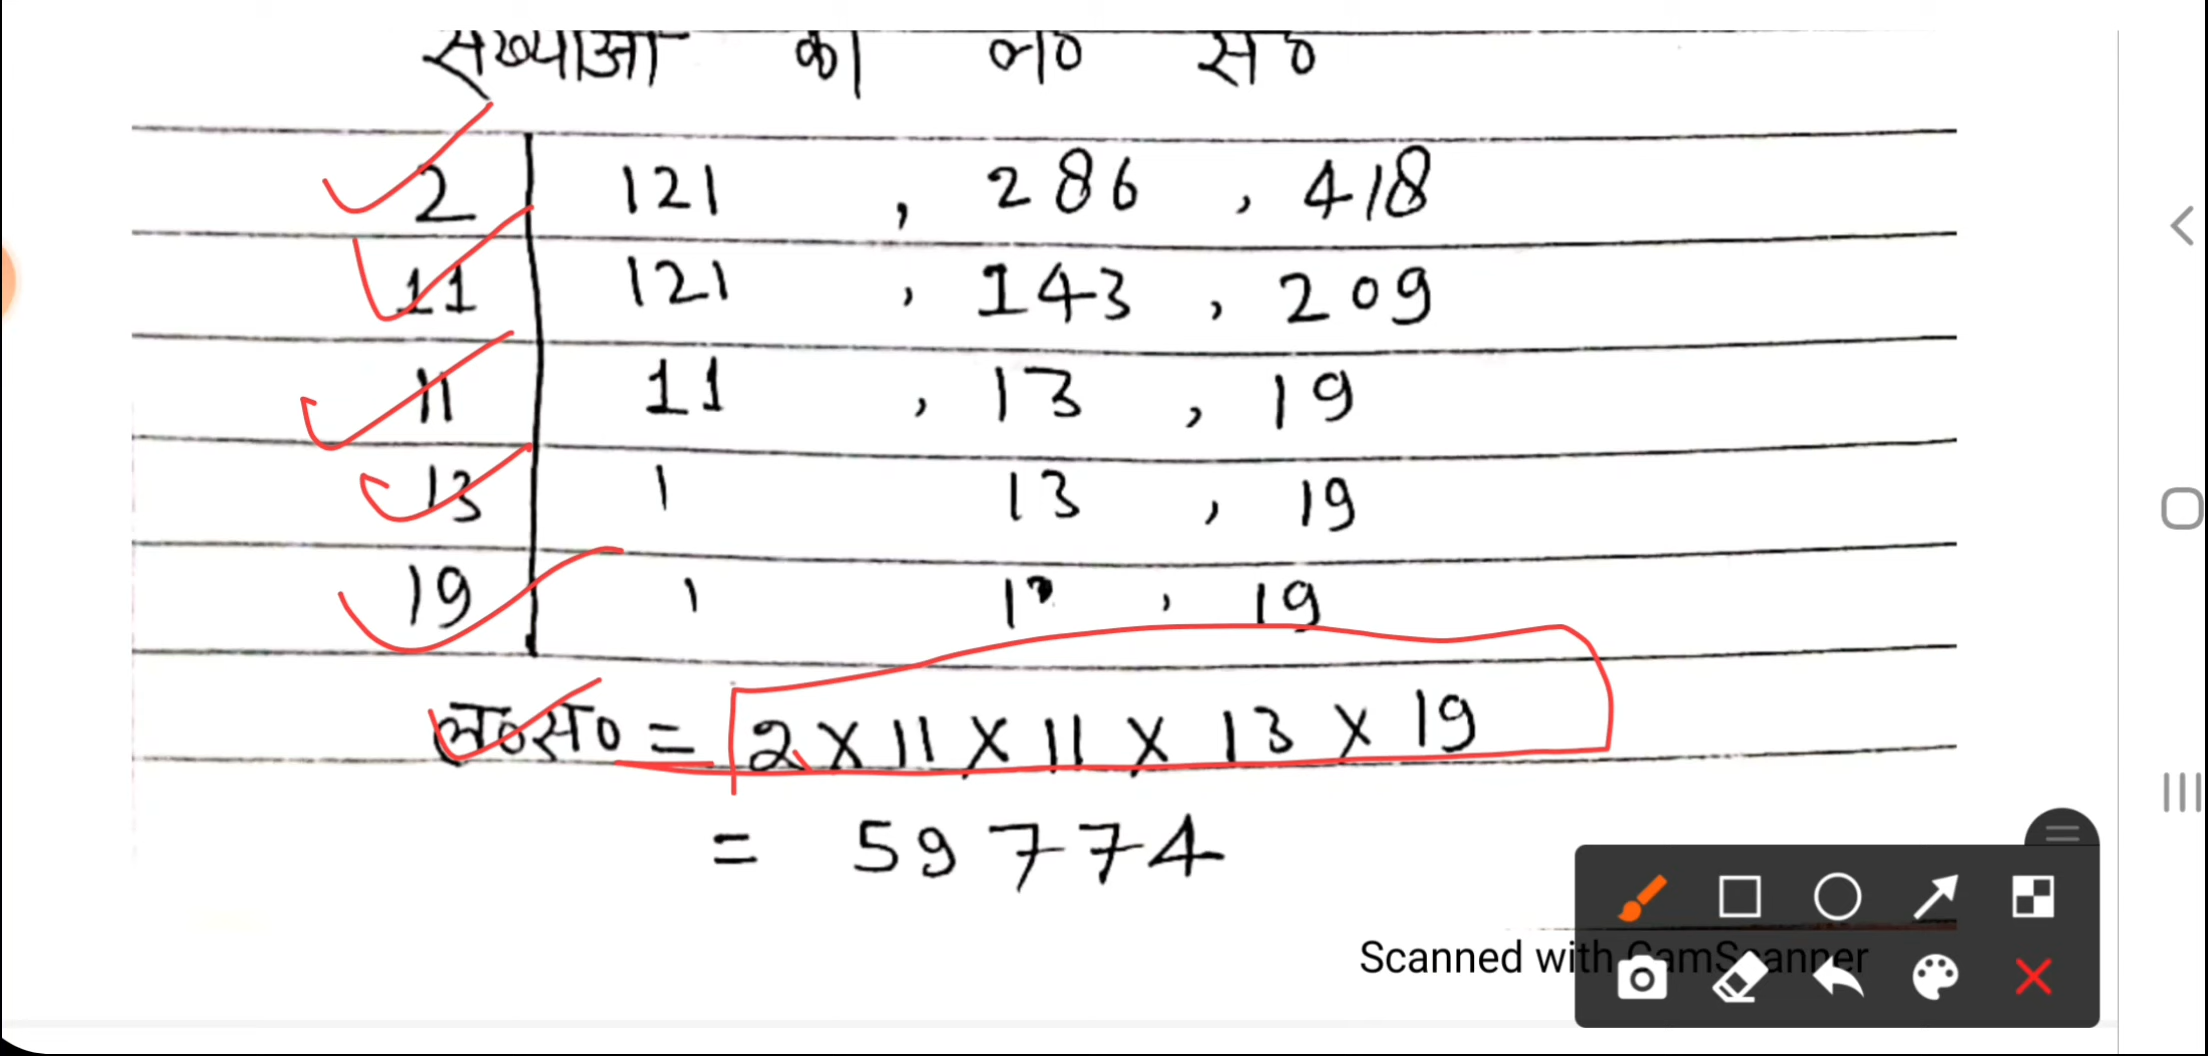 संख्याओं का ल० स०
2 121 , 286 , 418
11 121 , 143 , 209
11 11 , 13 , 19
13 1 13 , 19
19 1 1 , 19
ल०स० = 2 X 11 X 11 X 13 X 19
= 59774
Scanned with CamScanner